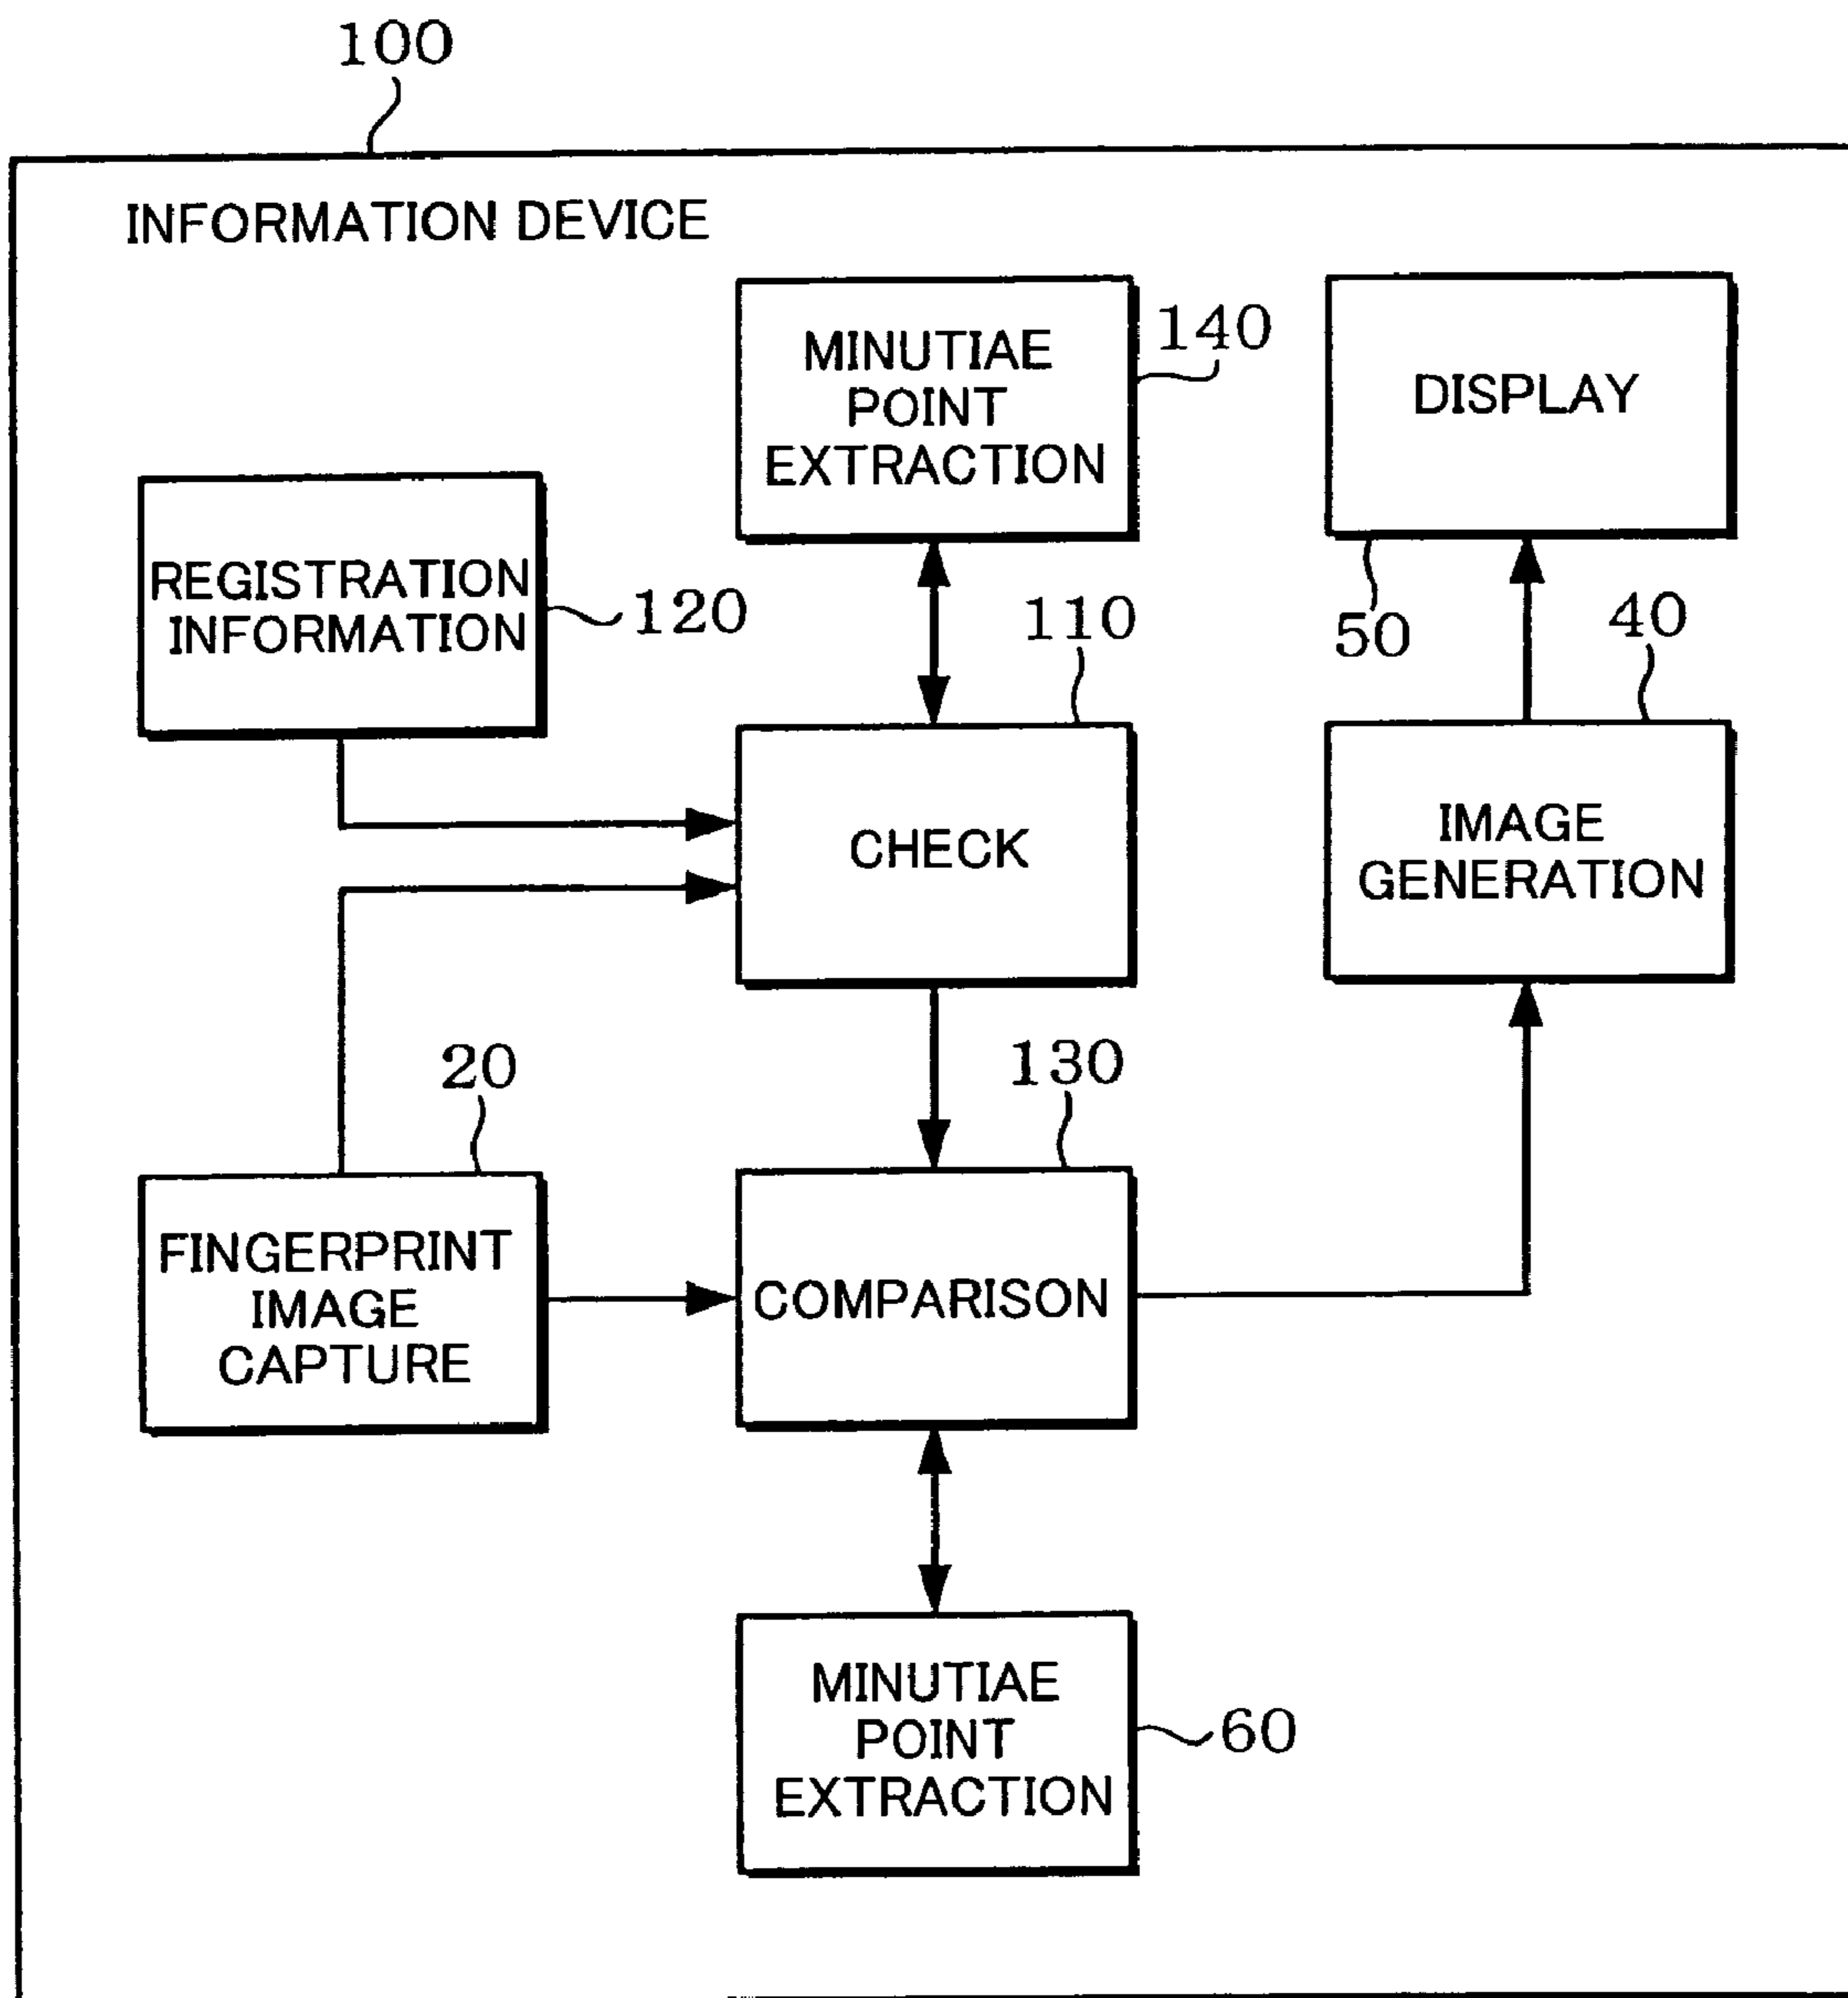 100
INFORMATION DEVICE
MINUTIAE
POINT
EXTRACTION
140
DISPLAY
50
REGISTRATION
INFORMATION
120
110
CHECK
40
IMAGE
GENERATION
20
FINGERPRINT
IMAGE
CAPTURE
130
COMPARISON
MINUTIAE
POINT
EXTRACTION
60